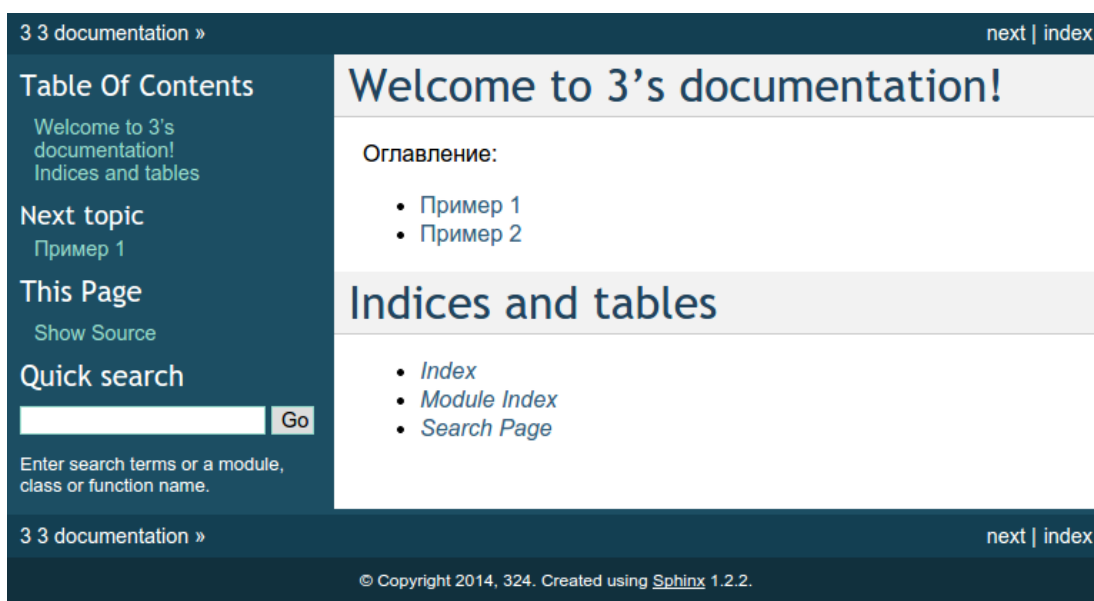 3 3 documentation »
next | index
Table Of Contents
Welcome to 3's
documentation!
Indices and tables
Next topic
Пример 1
This Page
Show Source
Quick search
Go
Enter search terms or a module,
class or function name.
Welcome to 3’s documentation!
Оглавление:
• Пример 1
• Пример 2
Indices and tables
• Index
• Module Index
• Search Page
3 3 documentation »
next | index
© Copyright 2014, 324. Created using Sphinx 1.2.2.